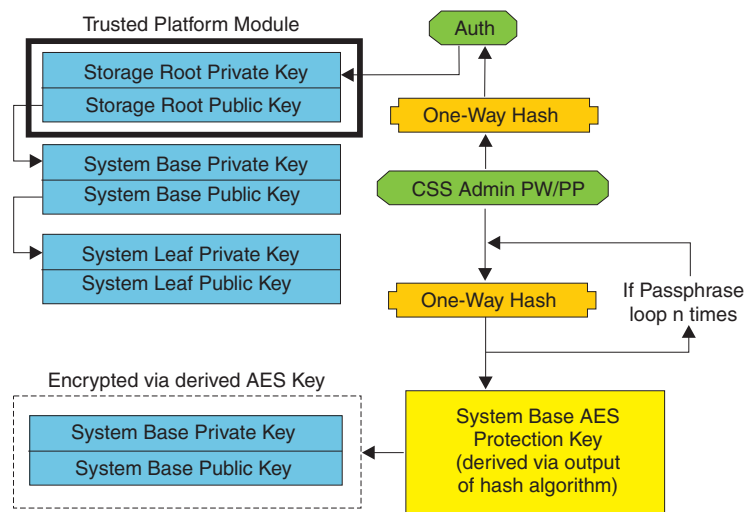 Trusted Platform Module
Storage Root Private Key
Storage Root Public Key
System Base Private Key
System Base Public Key
System Leaf Private Key
System Leaf Public Key
Auth
One-Way Hash
CSS Admin PW/PP
One-Way Hash
If Passphrase
loop n times
Encrypted via derived AES Key
System Base Private Key
System Base Public Key
System Base AES
Protection Key
(derived via output
of hash algorithm)